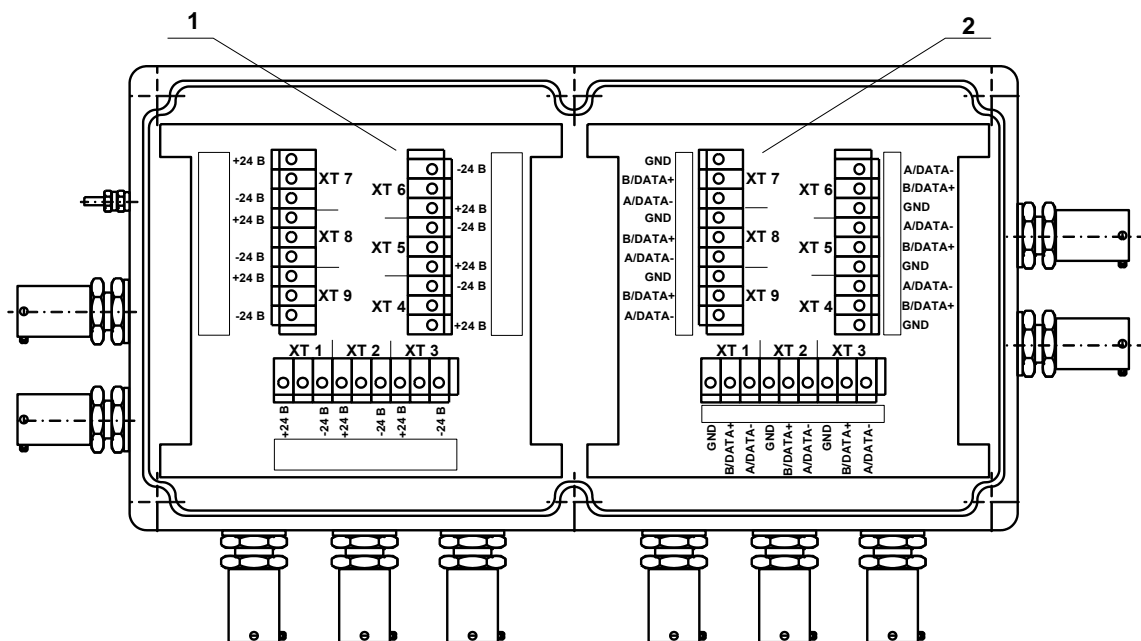 1
2
+24 В
XT 7
-24 В
+24 В
XT 8
-24 В
+24 В
XT 9
-24 В
XT 6
-24 В
+24 В
-24 В
XT 5
+24 В
-24 В
XT 4
+24 В
XT 1 XT 2 XT 3
+24 В
-24 В
+24 В
-24 В
+24 В
-24 В
GND
B/DATA+
XT 7
A/DATA-
GND
B/DATA+
XT 8
A/DATA-
GND
B/DATA+
XT 9
A/DATA-
A/DATA-
XT 6
B/DATA+
GND
A/DATA-
XT 5
B/DATA+
GND
A/DATA-
XT 4
B/DATA+
GND
XT 1 XT 2 XT 3
GND
B/DATA+
A/DATA-
GND
B/DATA+
A/DATA-
GND
B/DATA+
A/DATA-